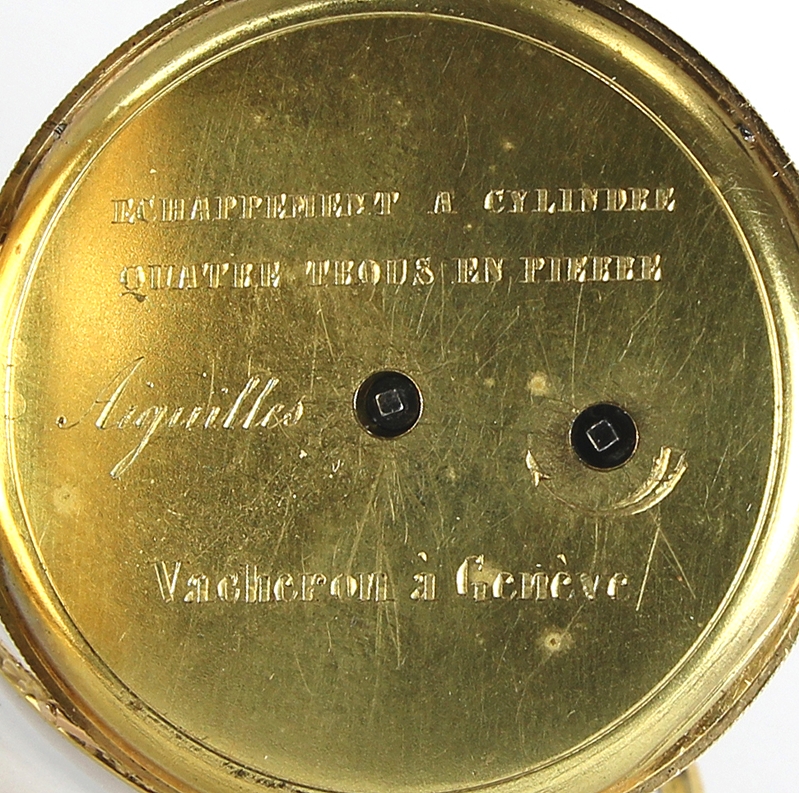 ECHAPPEMENT A CYLINDRE
QUATRE TROUS EN PIERRE
Aiguilles
Vacheron à Genève